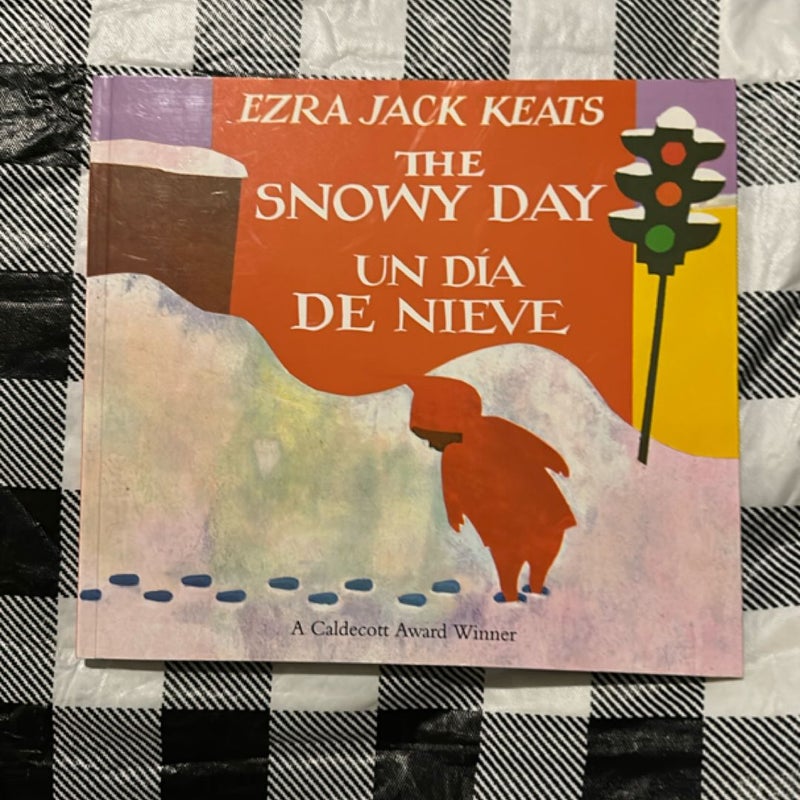 EZRA JACK KEATS
THE
SNOWY DAY
UN DÍA
DE NIEVE
A Caldecott Award Winner